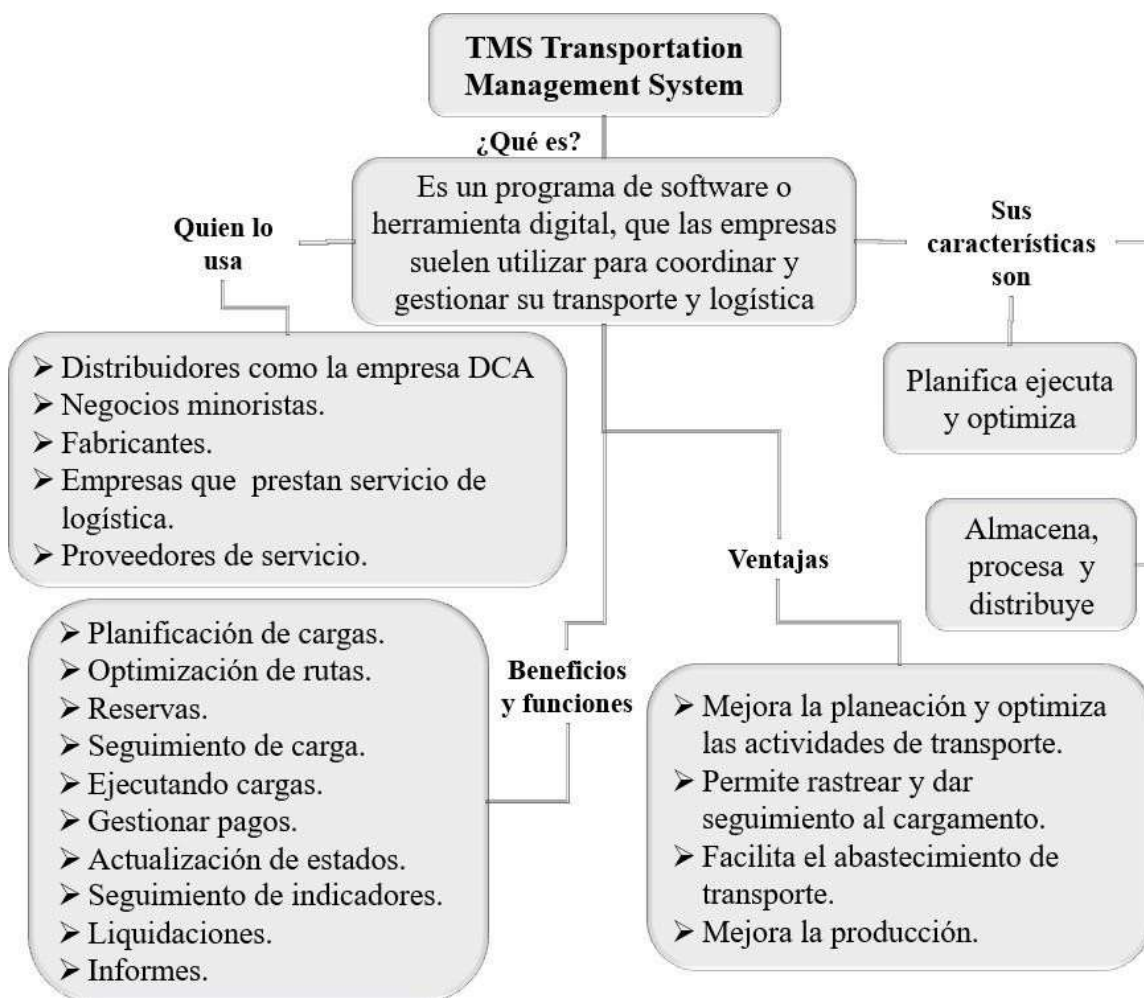 TMS Transportation
Management System
¿Qué es?
Es un programa de software o
herramienta digital, que las empresas
suelen utilizar para coordinar y
gestionar su transporte y logística
Quien lo
usa
➤ Distribuidores como la empresa DCA
➤ Negocios minoristas.
➤ Fabricantes.
➤ Empresas que prestan servicio de
logística.
➤ Proveedores de servicio.
Sus
características
son
Planifica ejecuta
y optimiza
Almacena,
procesa y
distribuye
Beneficios
y funciones
➤ Planificación de cargas.
➤ Optimización de rutas.
➤ Reservas.
➤ Seguimiento de carga.
➤ Ejecutando cargas.
➤ Gestionar pagos.
➤ Actualización de estados.
➤ Seguimiento de indicadores.
➤ Liquidaciones.
➤ Informes.
Ventajas
➤ Mejora la planeación y optimiza
las actividades de transporte.
➤ Permite rastrear y dar
seguimiento al cargamento.
➤ Facilita el abastecimiento de
transporte.
➤ Mejora la producción.